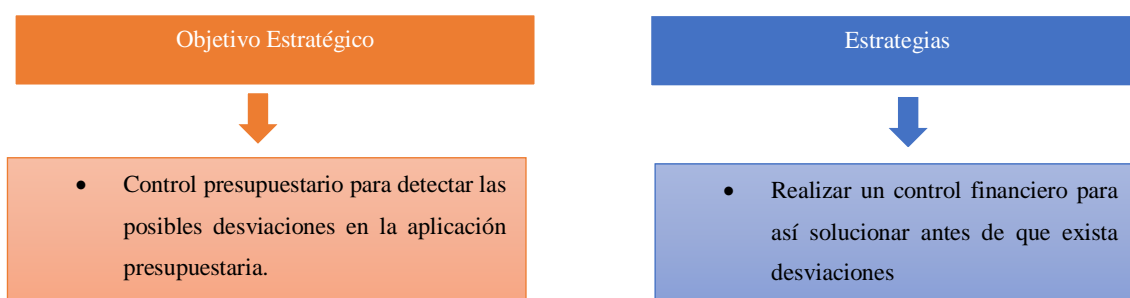 Objetivo Estratégico
• Control presupuestario para detectar las
posibles desviaciones en la aplicación
presupuestaria.
Estrategias
• Realizar un control financiero para
así solucionar antes de que exista
desviaciones